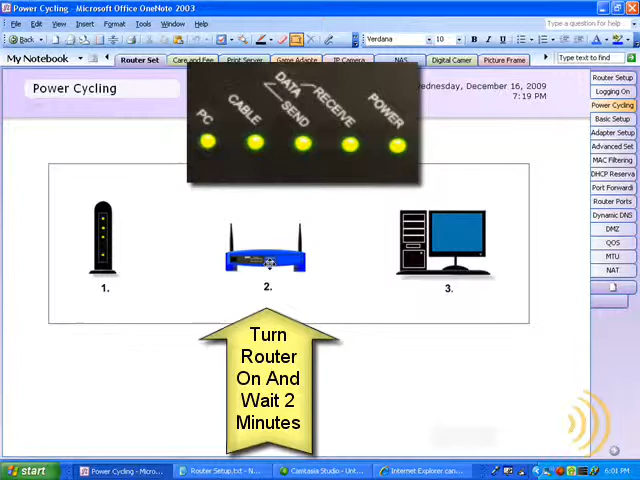 Power Cycling - Microsoft Office OneNote 2003
File Edit View Insert Format Tools Window Help
Type a question for help
Back
Verdana
10
B I U
My Notebook
Router Set
Care and Fee
Print Server
Game Adapte
IP Camera
NAS
Digital Camer
Picture Frame
Type text to find
Power Cycling
Wednesday, December 16, 2009
7:19 PM
PC
CABLE
DATA
SEND
RECEIVE
POWER
1.
2.
3.
Turn
Router
On And
Wait 2
Minutes
Router Setup
Logging On
Power Cycling
Basic Setup
Adapter Setup
Advanced Set
MAC Filtering
DHCP Reserva
Port Forwardi
Router Ports
Dynamic DNS
DMZ
QOS
MTU
NAT
start
Power Cycling - Micro...
Router Setup.txt - N...
Camtasia Studio - Unt...
Internet Explorer can...
6:01 PM